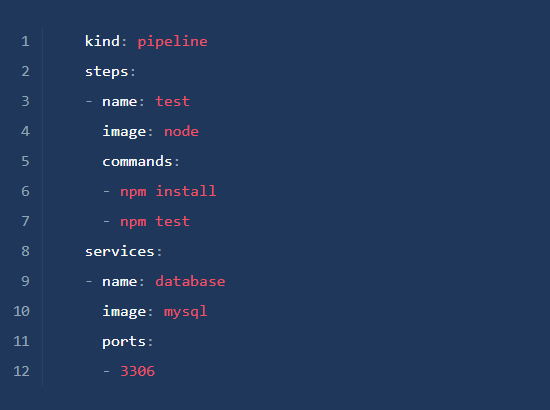 1 kind: pipeline
2 steps:
3 - name: test
4   image: node
5   commands:
6   - npm install
7   - npm test
8 services:
9 - name: database
10   image: mysql
11   ports:
12   - 3306